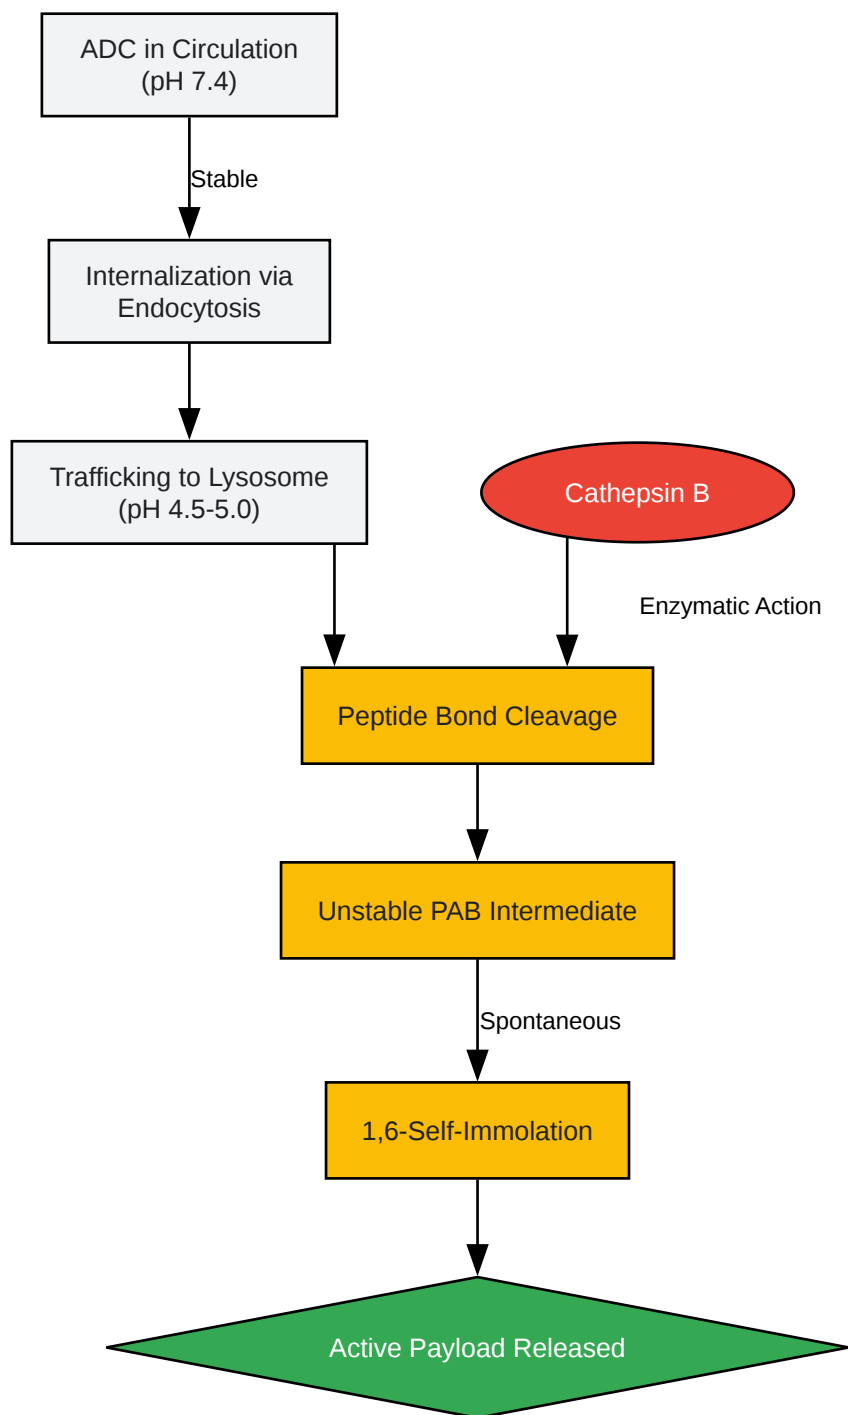 ADC in Circulation
(pH 7.4)
Stable
Internalization via
Endocytosis
Trafficking to Lysosome
(pH 4.5-5.0)
Cathepsin B
Enzymatic Action
Peptide Bond Cleavage
Unstable PAB Intermediate
Spontaneous
1,6-Self-Immolation
Active Payload Released